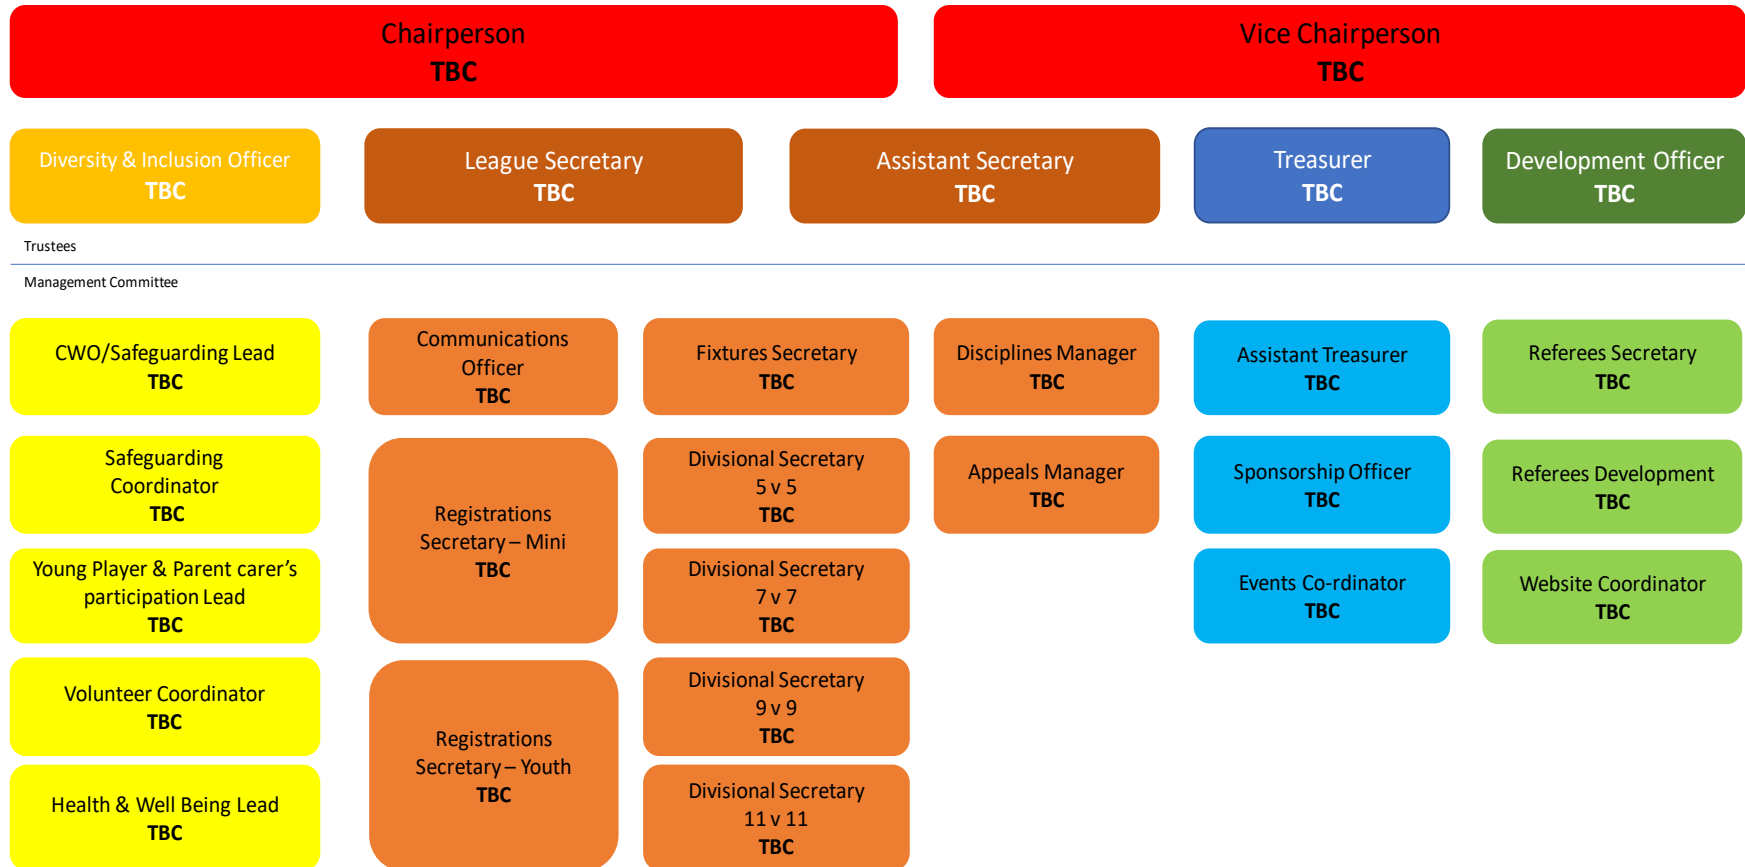 Chairperson
TBC
Vice Chairperson
TBC
Diversity & Inclusion Officer
TBC
League Secretary
TBC
Assistant Secretary
TBC
Treasurer
TBC
Development Officer
TBC
Trustees
Management Committee
CWO/Safeguarding Lead
TBC
Communications
Officer
TBC
Fixtures Secretary
TBC
Disciplines Manager
TBC
Assistant Treasurer
TBC
Referees Secretary
TBC
Safeguarding
Coordinator
TBC
Registrations
Secretary – Mini
TBC
Divisional Secretary
5 v 5
TBC
Appeals Manager
TBC
Sponsorship Officer
TBC
Referees Development
TBC
Young Player & Parent carer’s
participation Lead
TBC
Divisional Secretary
7 v 7
TBC
Events Co-rdinator
TBC
Website Coordinator
TBC
Volunteer Coordinator
TBC
Registrations
Secretary – Youth
TBC
Divisional Secretary
9 v 9
TBC
Health & Well Being Lead
TBC
Divisional Secretary
11 v 11
TBC